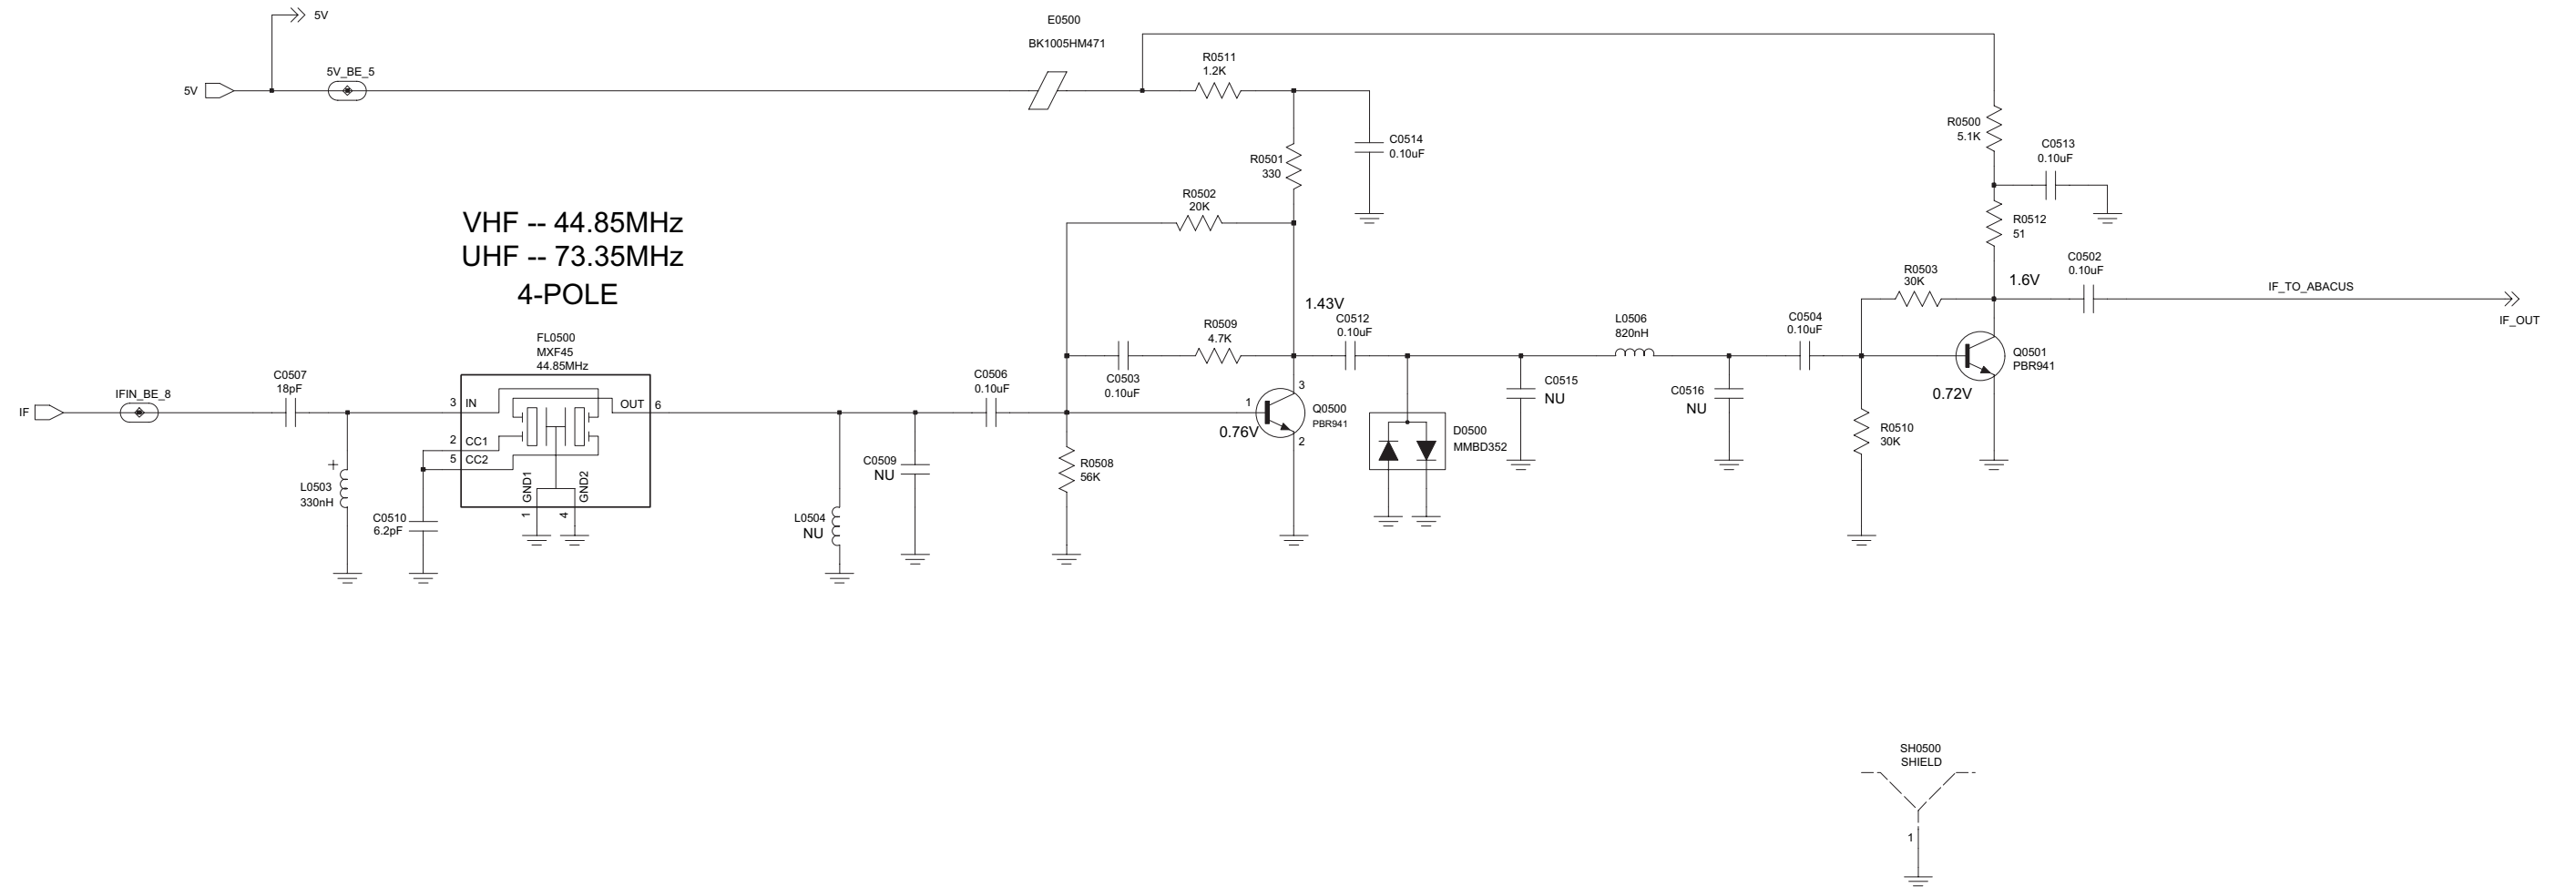 5V
E0500
BK1005HM471
5V_BE_5
5V
R0511
1.2K
R0501
330
C0514
0.10uF
R0500
5.1K
C0513
0.10uF
R0502
20K
R0512
51
VHF -- 44.85MHz
UHF -- 73.35MHz
4-POLE
R0503
30K
1.6V
C0502
0.10uF
IF_TO_ABACUS
IF_OUT
1.43V
C0512
0.10uF
R0509
4.7K
C0503
0.10uF
L0506
820nH
C0504
0.10uF
Q0501
PBR941
0.72V
FL0500
MXF45
44.85MHz
C0507
18pF
IFIN_BE_8
IF
3 IN
OUT 6
2 CC1
5 CC2
GND1
GND2
1
4
C0506
0.10uF
1
3
2
Q0500
PBR941
0.76V
C0515
NU
C0516
NU
D0500
MMBD352
R0510
30K
C0509
NU
R0508
56K
L0503
330nH
+
C0510
6.2pF
L0504
NU
SH0500
SHIELD
1